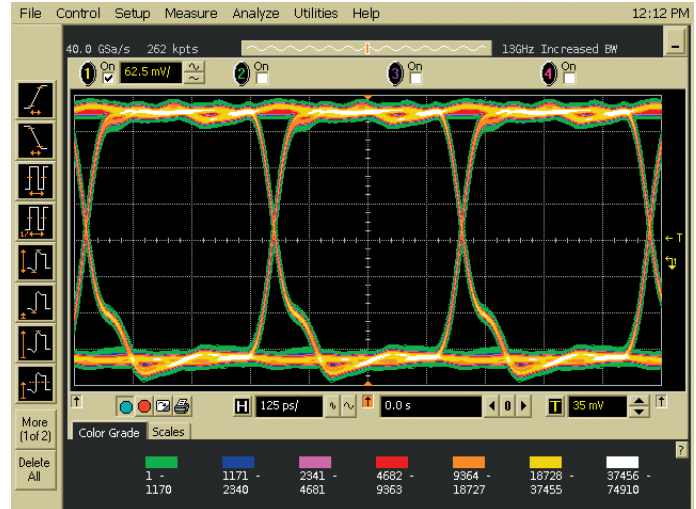 File Control Setup Measure Analyze Utilities Help 12:12 PM
40.0 GSa/s 262 kpts 13GHz Increased BW
1 On 62.5 mV/ 2 On 3 On 4 On
T
1
17
More
(1of 2)
Delete
All
H 125 ps/ 0.0 s 0 T 35 mV
Color Grade Scales
?
1 - 1171 - 2341 - 4682 - 9364 - 18728 - 37456 -
1170 2340 4681 9363 18727 37455 74910